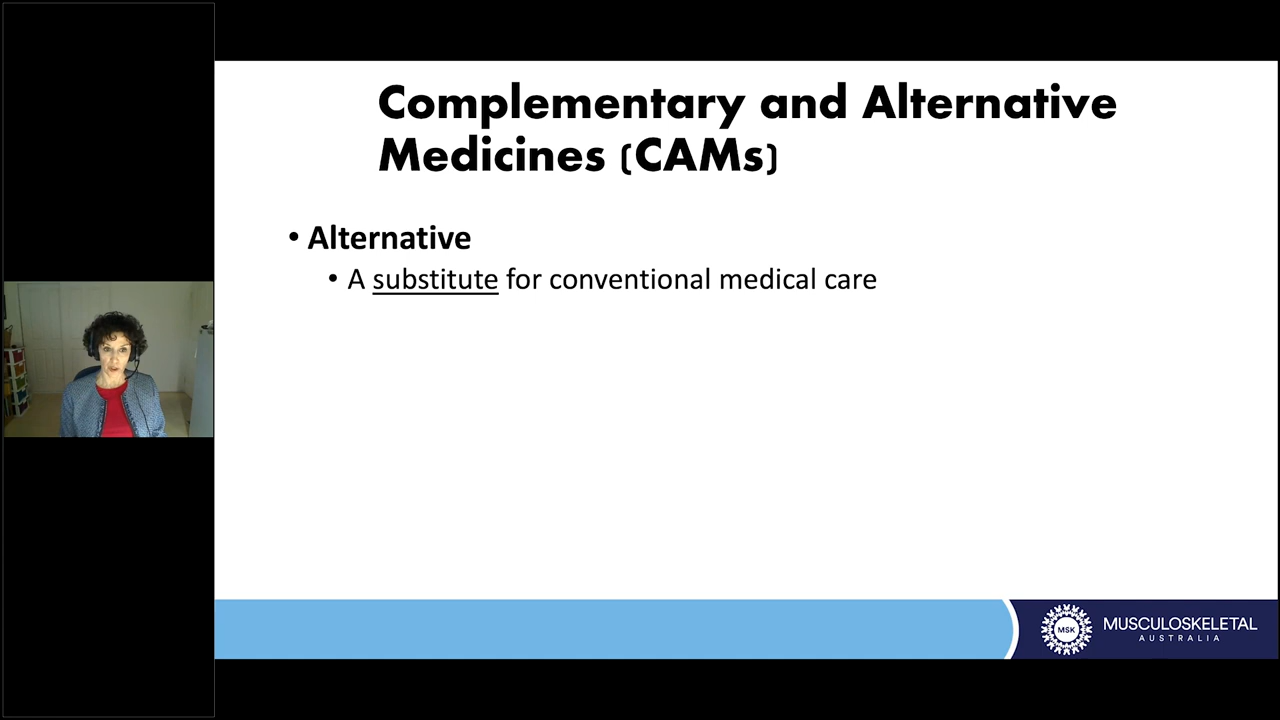 Complementary and Alternative
Medicines (CAMs)
• Alternative
• A substitute for conventional medical care
MSK
MUSCULOSKELETAL
AUSTRALIA